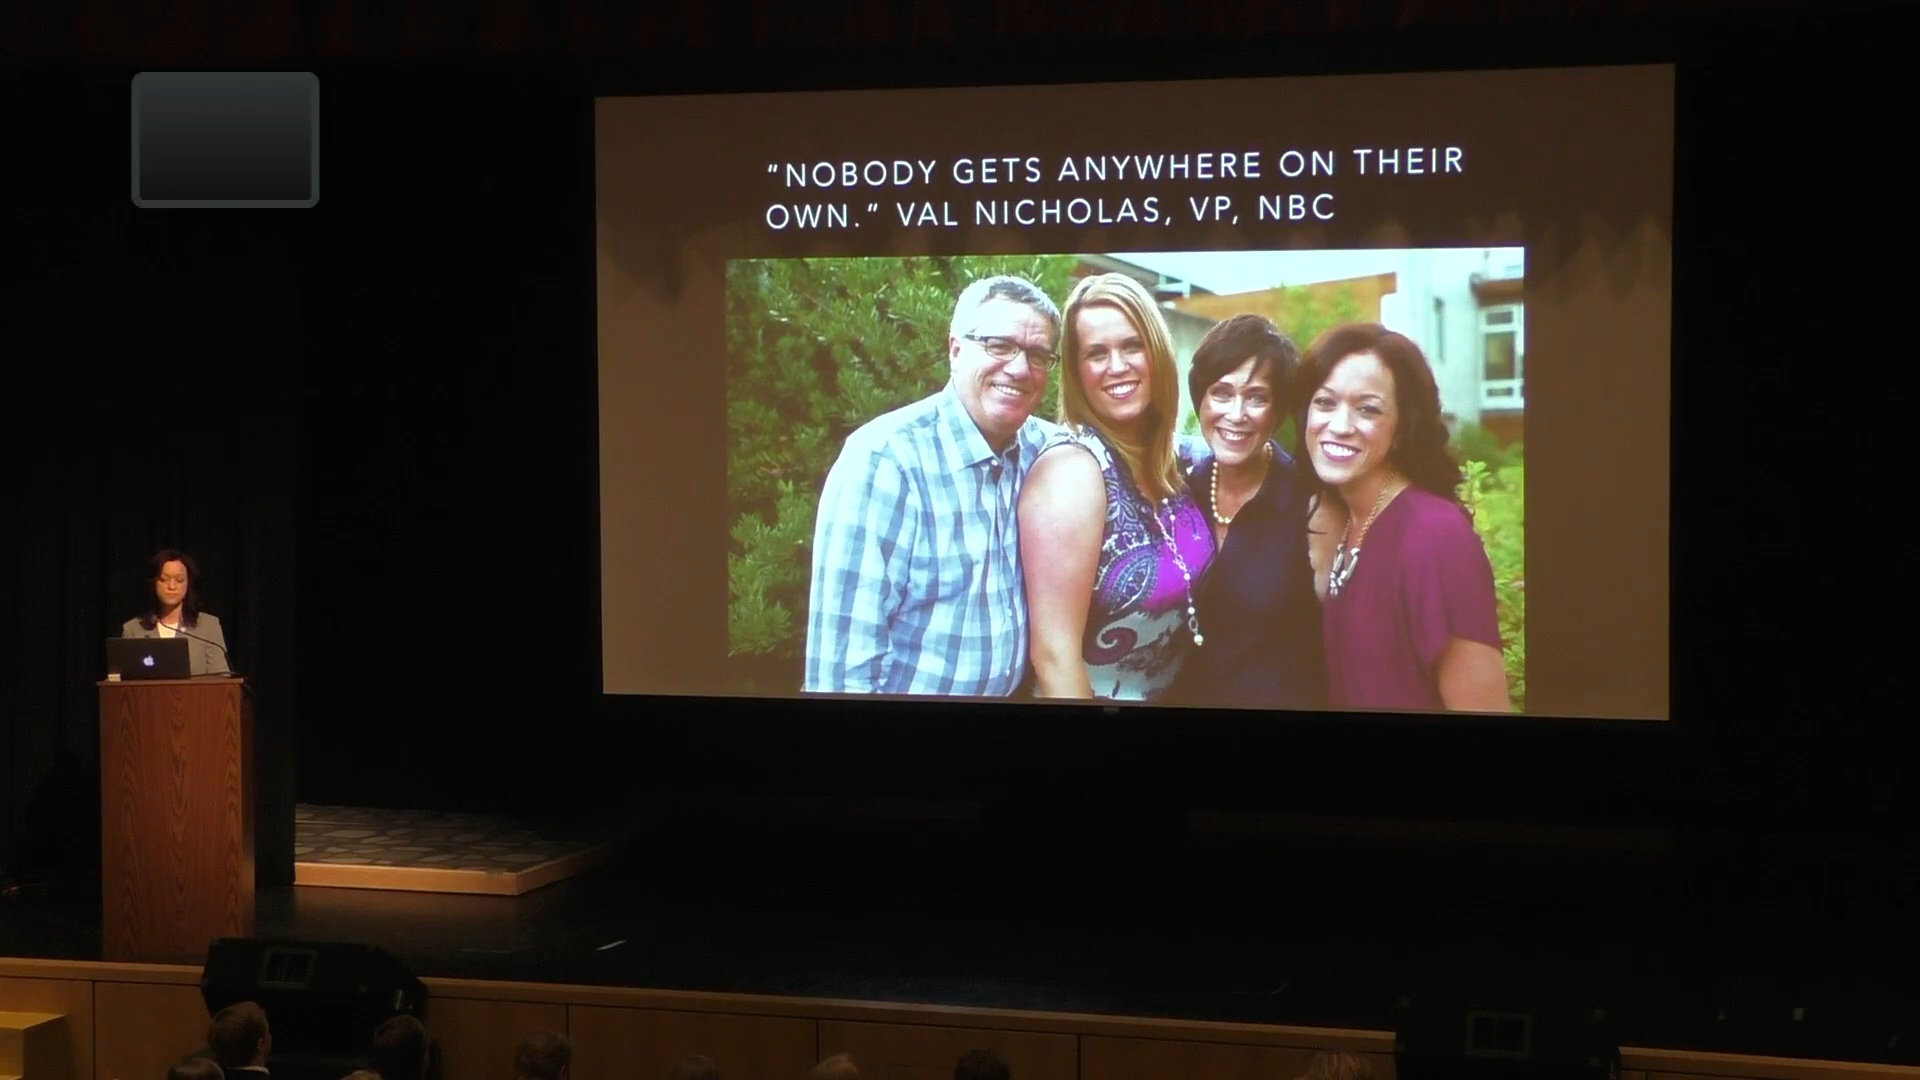 “NOBODY GETS ANYWHERE ON THEIR
OWN.” VAL NICHOLAS, VP, NBC